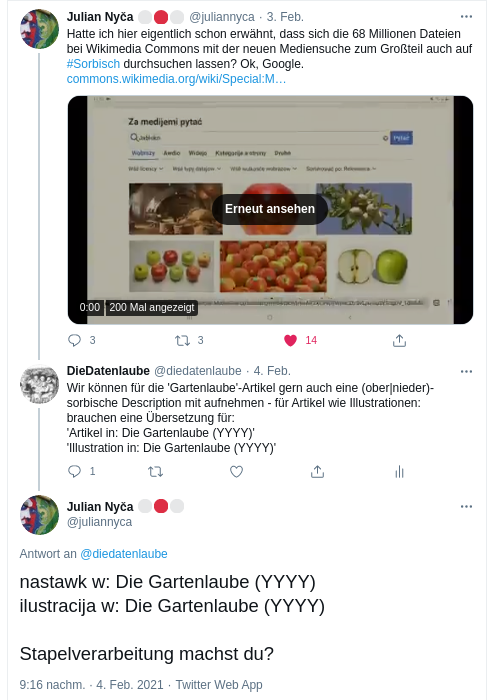 Julian Nyča @juliannyca · 3. Feb.
Hatte ich hier eigentlich schon erwähnt, dass sich die 68 Millionen Dateien
bei Wikimedia Commons mit der neuen Mediensuche zum Großteil auch auf
#Sorbisch durchsuchen lassen? Ok, Google.
commons.wikimedia.org/wiki/Special:M…
Za medijemi pytać
Jabłuko
Pytać
Wobrazy Awdio Wideja Kategorije a strony Druhe
Erneut ansehen
0:00 200 Mal angezeigt
3 3 14
DieDatenlaube @diedatenlaube · 4. Feb.
Wir können für die 'Gartenlaube'-Artikel gern auch eine (ober|nieder)-
sorbische Description mit aufnehmen - für Artikel wie Illustrationen:
brauchen eine Übersetzung für:
'Artikel in: Die Gartenlaube (YYYY)'
'Illustration in: Die Gartenlaube (YYYY)'
1
Julian Nyča
@juliannyca
Antwort an @diedatenlaube
nastawk w: Die Gartenlaube (YYYY)
ilustracija w: Die Gartenlaube (YYYY)
Stapelverarbeitung machst du?
9:16 nachm. · 4. Feb. 2021 · Twitter Web App